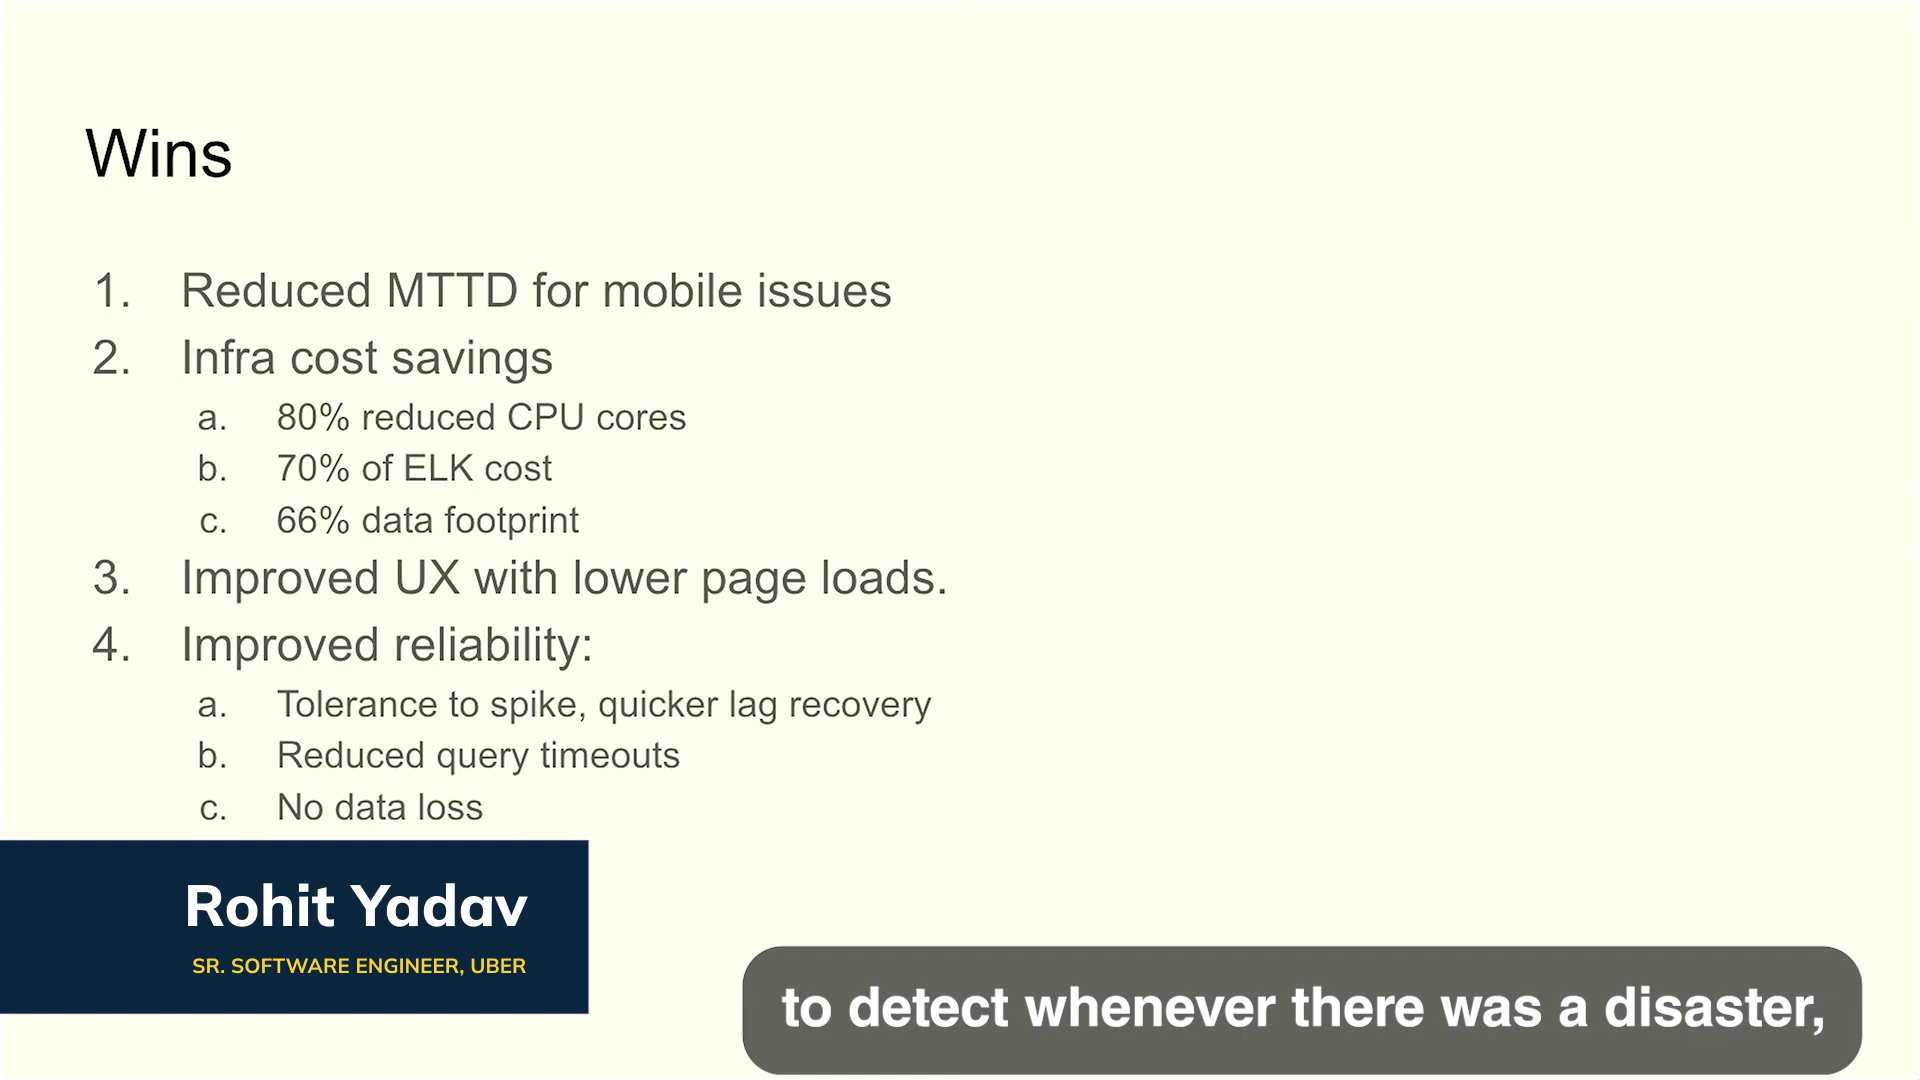 Wins
1. Reduced MTTD for mobile issues
2. Infra cost savings
a. 80% reduced CPU cores
b. 70% of ELK cost
c. 66% data footprint
3. Improved UX with lower page loads.
4. Improved reliability:
a. Tolerance to spike, quicker lag recovery
b. Reduced query timeouts
c. No data loss
Rohit Yadav
SR. SOFTWARE ENGINEER, UBER
to detect whenever there was a disaster,